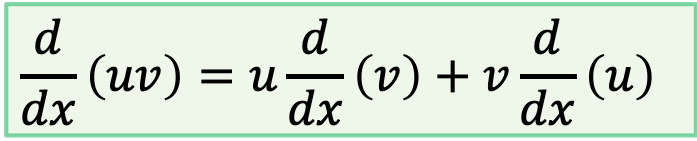 d/dx (uv) = u d/dx (v) + v d/dx (u)